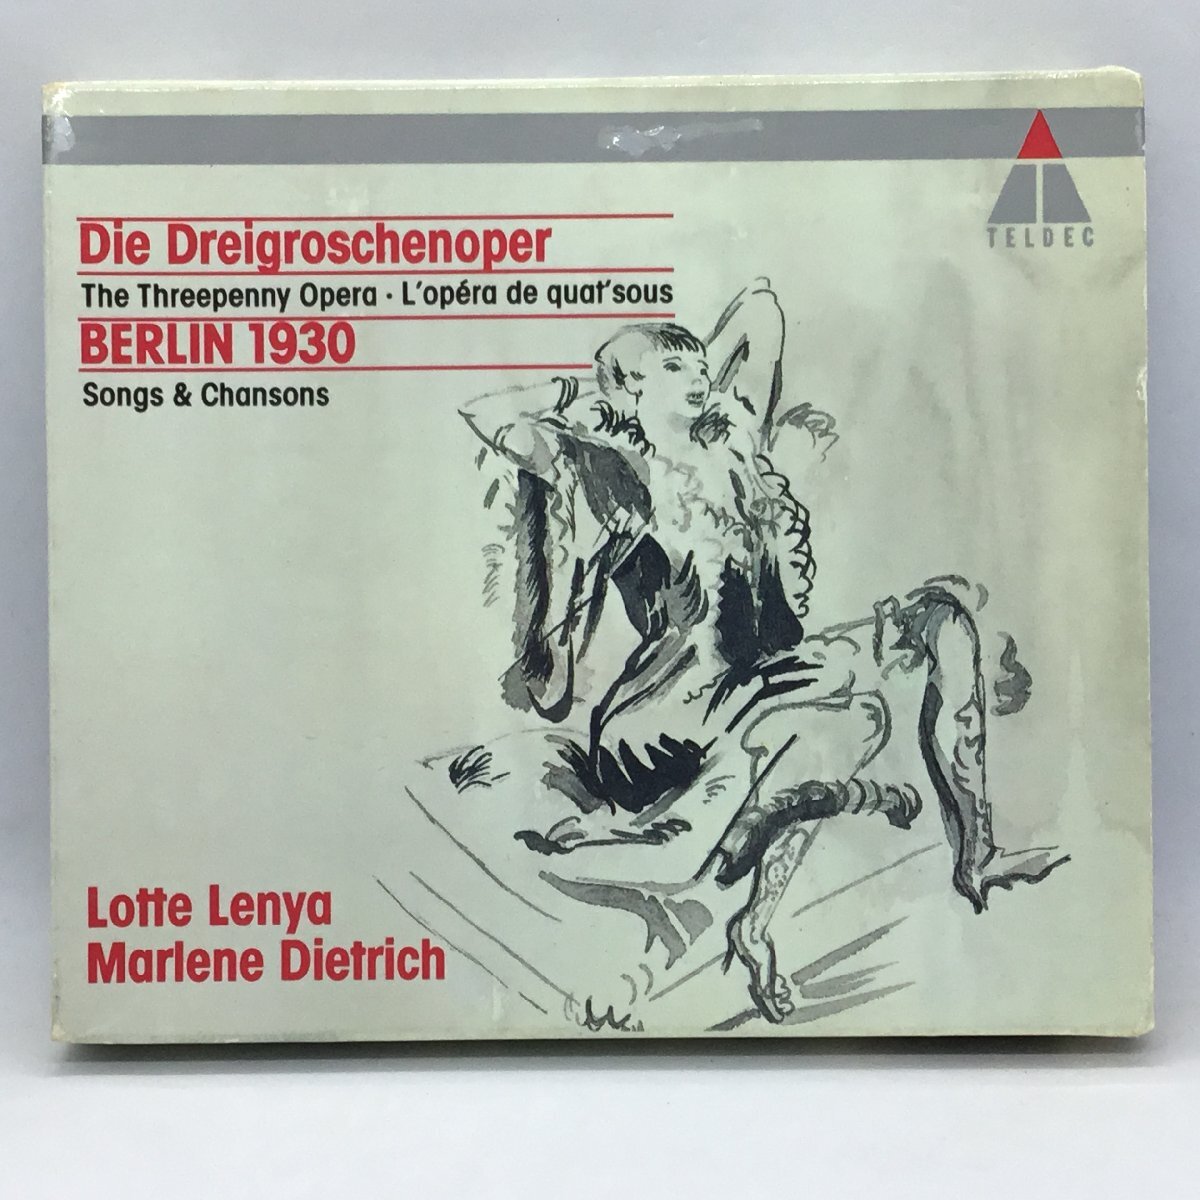 TELDEC
Die Dreigroschenoper
The Threepenny Opera · L'opéra de quat'sous
BERLIN 1930
Songs & Chansons
Lotte Lenya
Marlene Dietrich